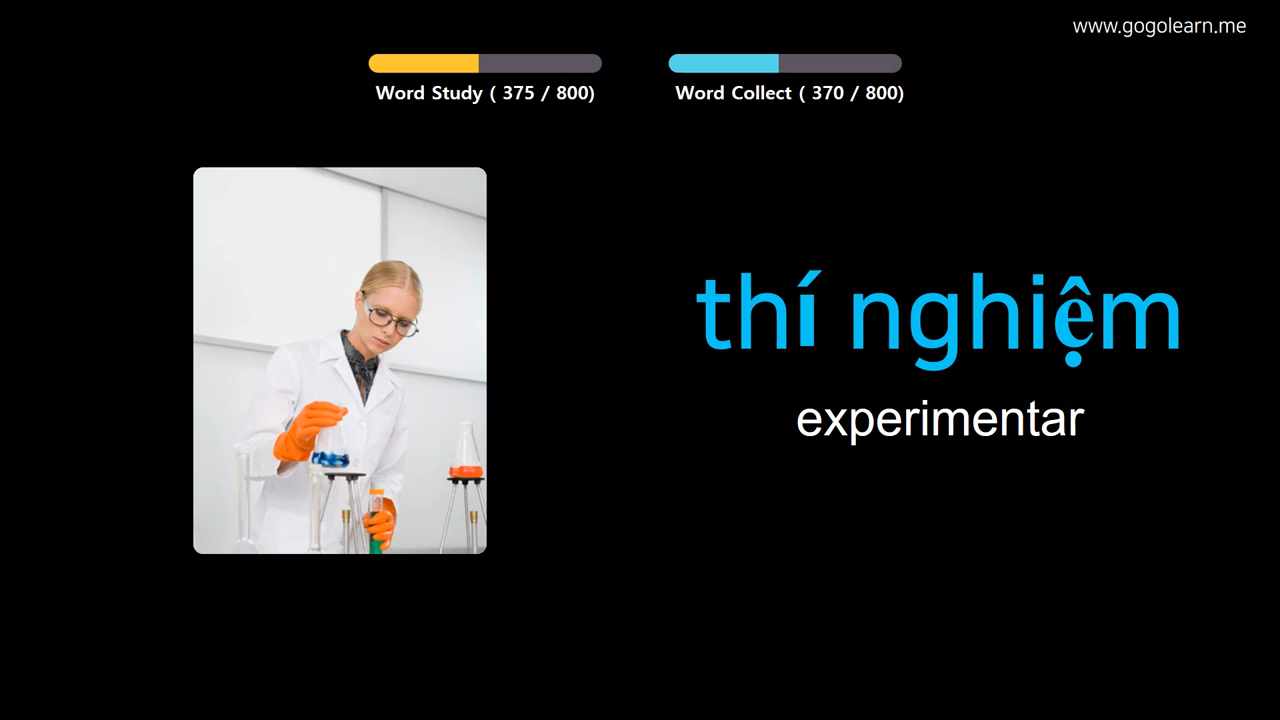 www.gogolearn.me
Word Study ( 375 / 800)
Word Collect ( 370 / 800)
thí nghiệm
experimentar